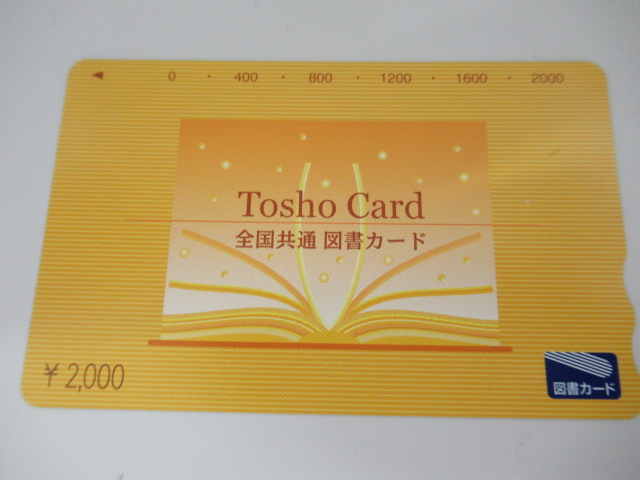 ◀ 0 ・ 400 ・ 800 ・ 1200 ・ 1600 ・ 2000
Tosho Card
全国共通 図書カード
¥2,000
図書カード